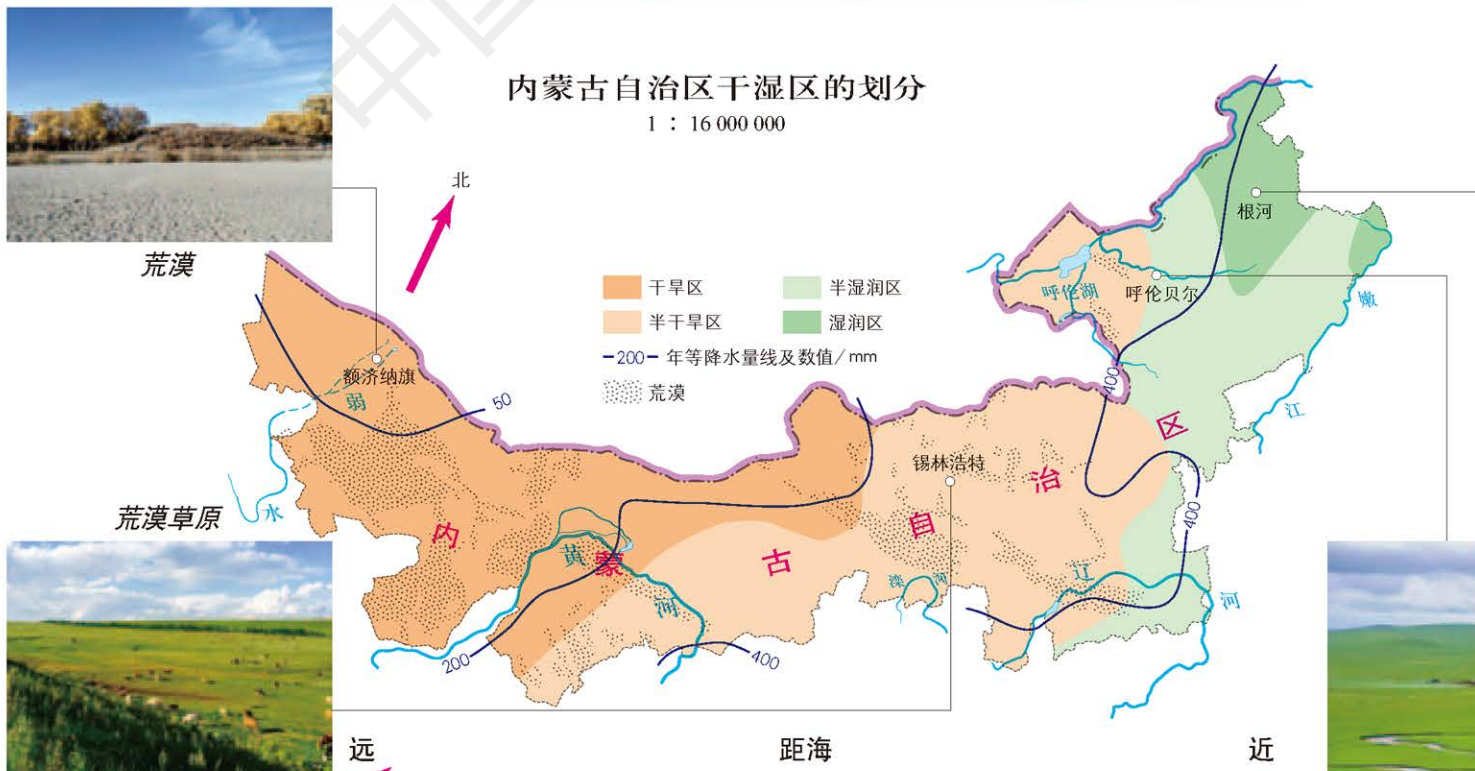 中国
内蒙古自治区干湿区的划分
1 ： 16 000 000
北
荒漠
干旱区
半湿润区
半干旱区
湿润区
200 年等降水量线及数值/mm
荒漠
根河
呼伦湖
呼伦贝尔
嫩江
额济纳旗
弱水
50
400
锡林浩特
内蒙古自治区
荒漠草原
400
黄河
滦河
辽河
200
400
远
距海
近